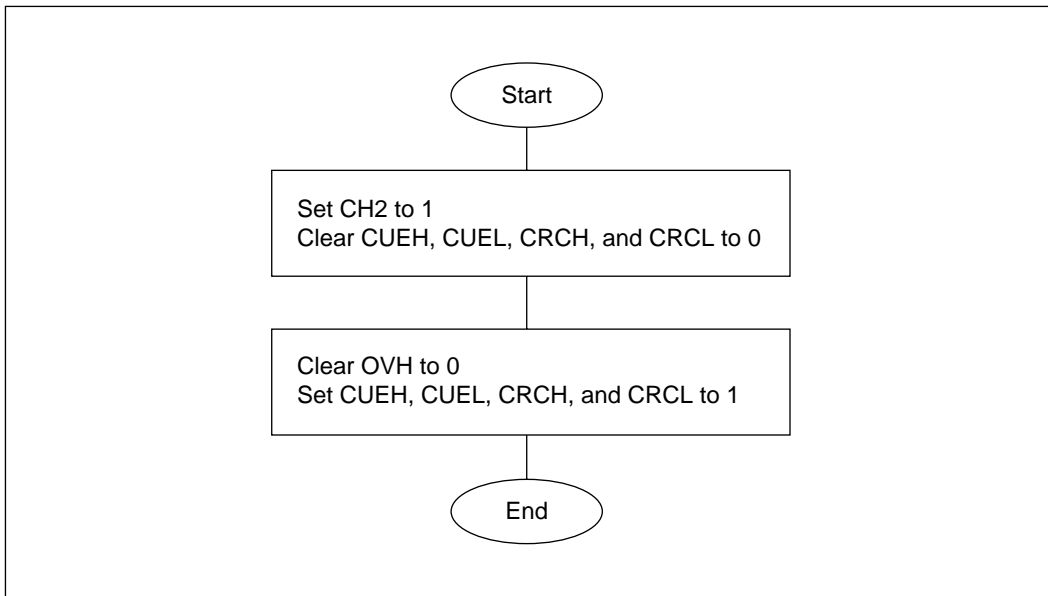 Start
Set CH2 to 1
Clear CUEH, CUEL, CRCH, and CRCL to 0
Clear OVH to 0
Set CUEH, CUEL, CRCH, and CRCL to 1
End